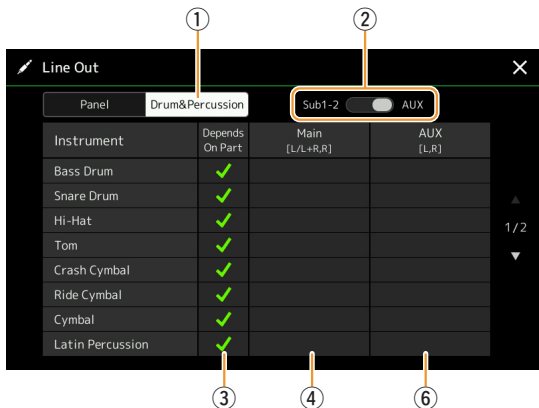 ① ②
Line Out ×
Panel Drum&Percussion Sub1-2 AUX
Instrument Depends On Part Main [L/L+R,R] AUX [L,R]
Bass Drum ✓
Snare Drum ✓
Hi-Hat ✓
1/2
Tom ✓
Crash Cymbal ✓
Ride Cymbal ✓
Cymbal ✓
Latin Percussion ✓
③ ④ ⑥